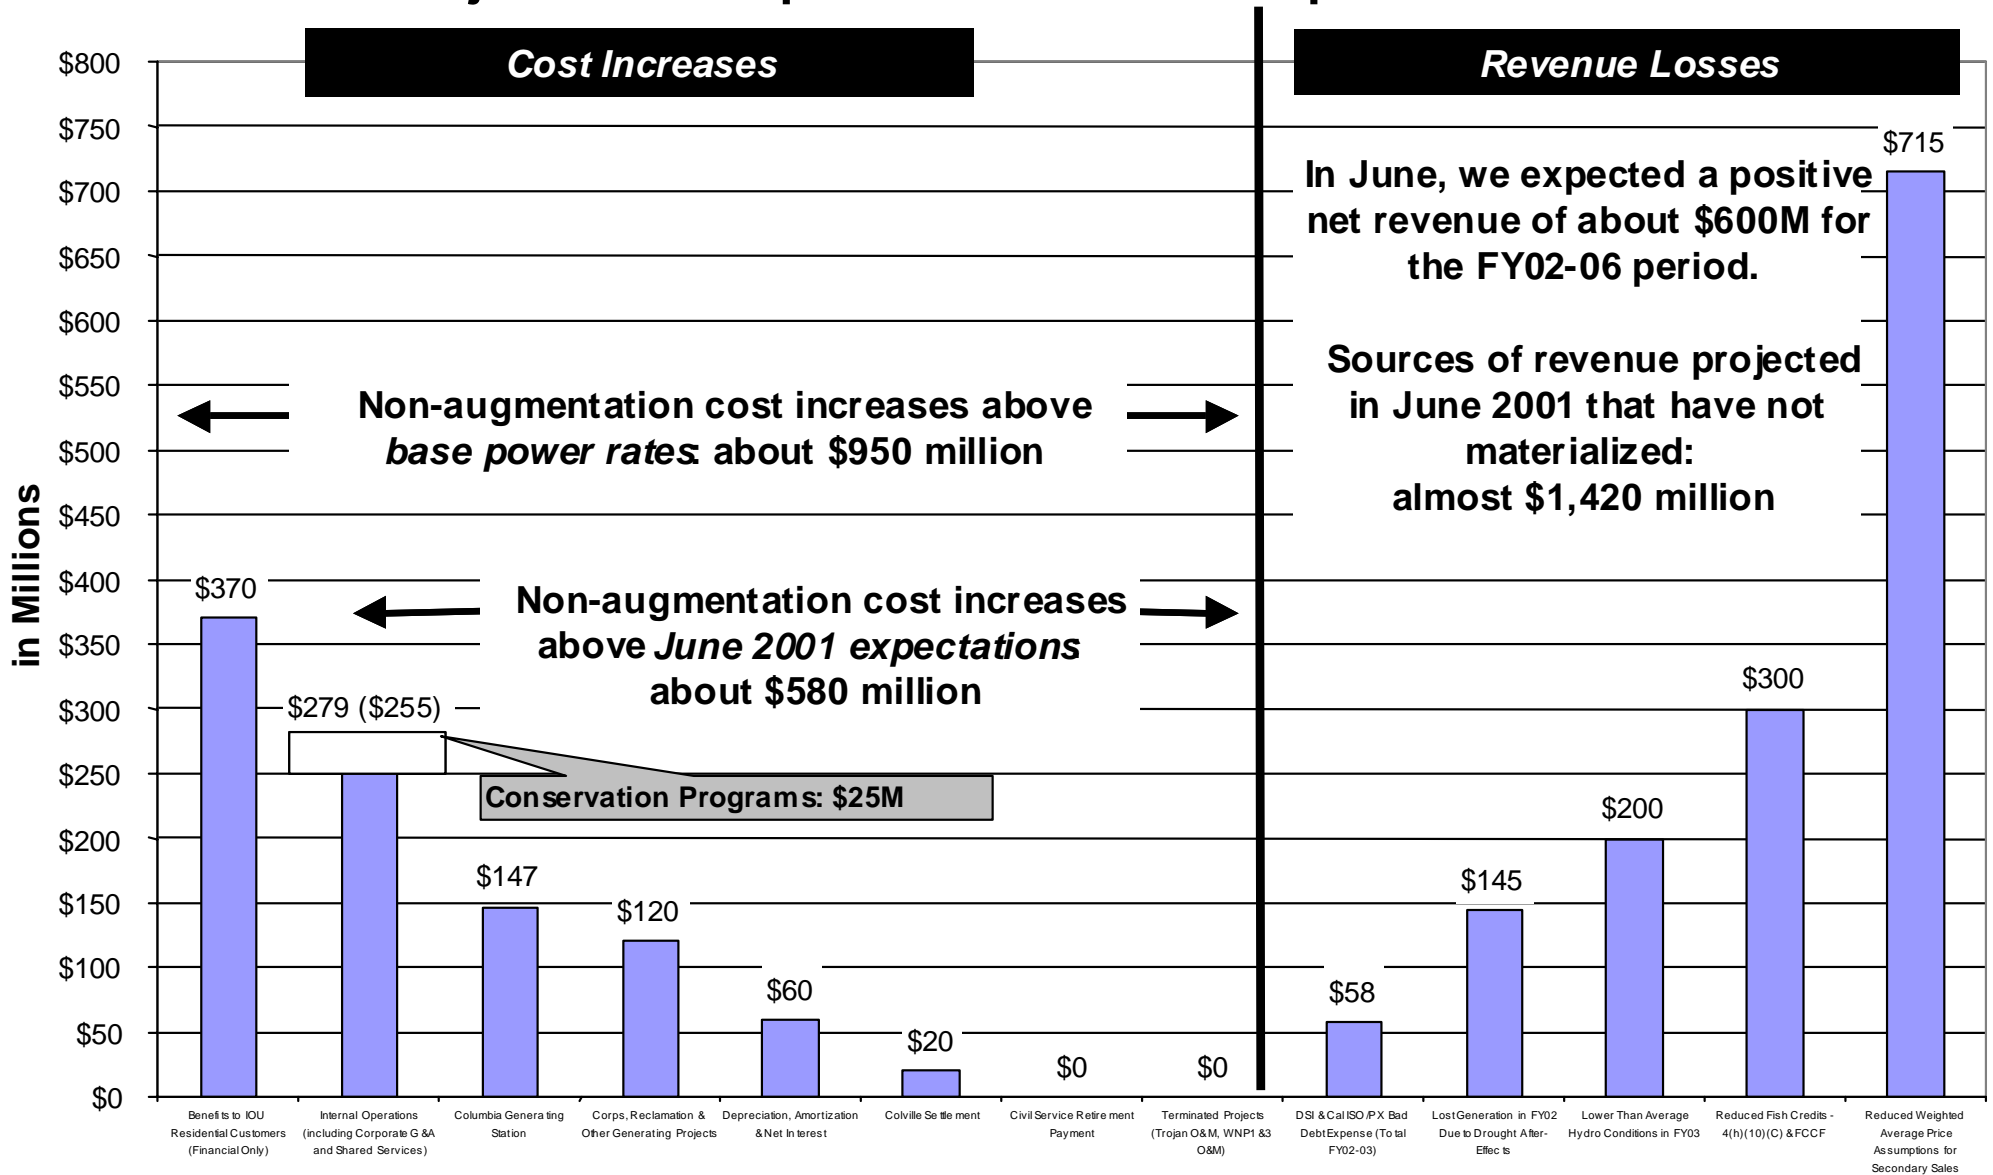 Cost Increases
Revenue Losses
$800
$750
$700
$650
$600
$550
$500
$450
$400
$350
$300
$250
$200
$150
$100
$50
$0
in Millions
In June, we expected a positive
net revenue of about $600M for
the FY02-06 period.
Sources of revenue projected
in June 2001 that have not
materialized:
almost $1,420 million
Non-augmentation cost increases above
base power rates: about $950 million
Non-augmentation cost increases
above June 2001 expectations
about $580 million
Conservation Programs: $25M
$370
$279 ($255)
$147
$120
$60
$20
$0
$0
$58
$145
$200
$300
$715
Benefits to IOU
Residential Customers
(Financial Only)
Internal Operations
(including Corporate G&A
and Shared Services)
Columbia Generating
Station
Corps, Reclamation &
Other Generating Projects
Depreciation, Amortization
& Net Interest
Colville Settlement
Civil Service Retirement
Payment
Terminated Projects
(Trojan O&M, WNP1 &3
O&M)
DSI & Cal ISO/PX Bad
Debt Expense (Total
FY02-03)
Lost Generation in FY02
Due to Drought After-
Effects
Lower Than Average
Hydro Conditions in FY03
Reduced Fish Credits -
4(h)(10)(C) & FCCF
Reduced Weighted
Average Price
Assumptions for
Secondary Sales